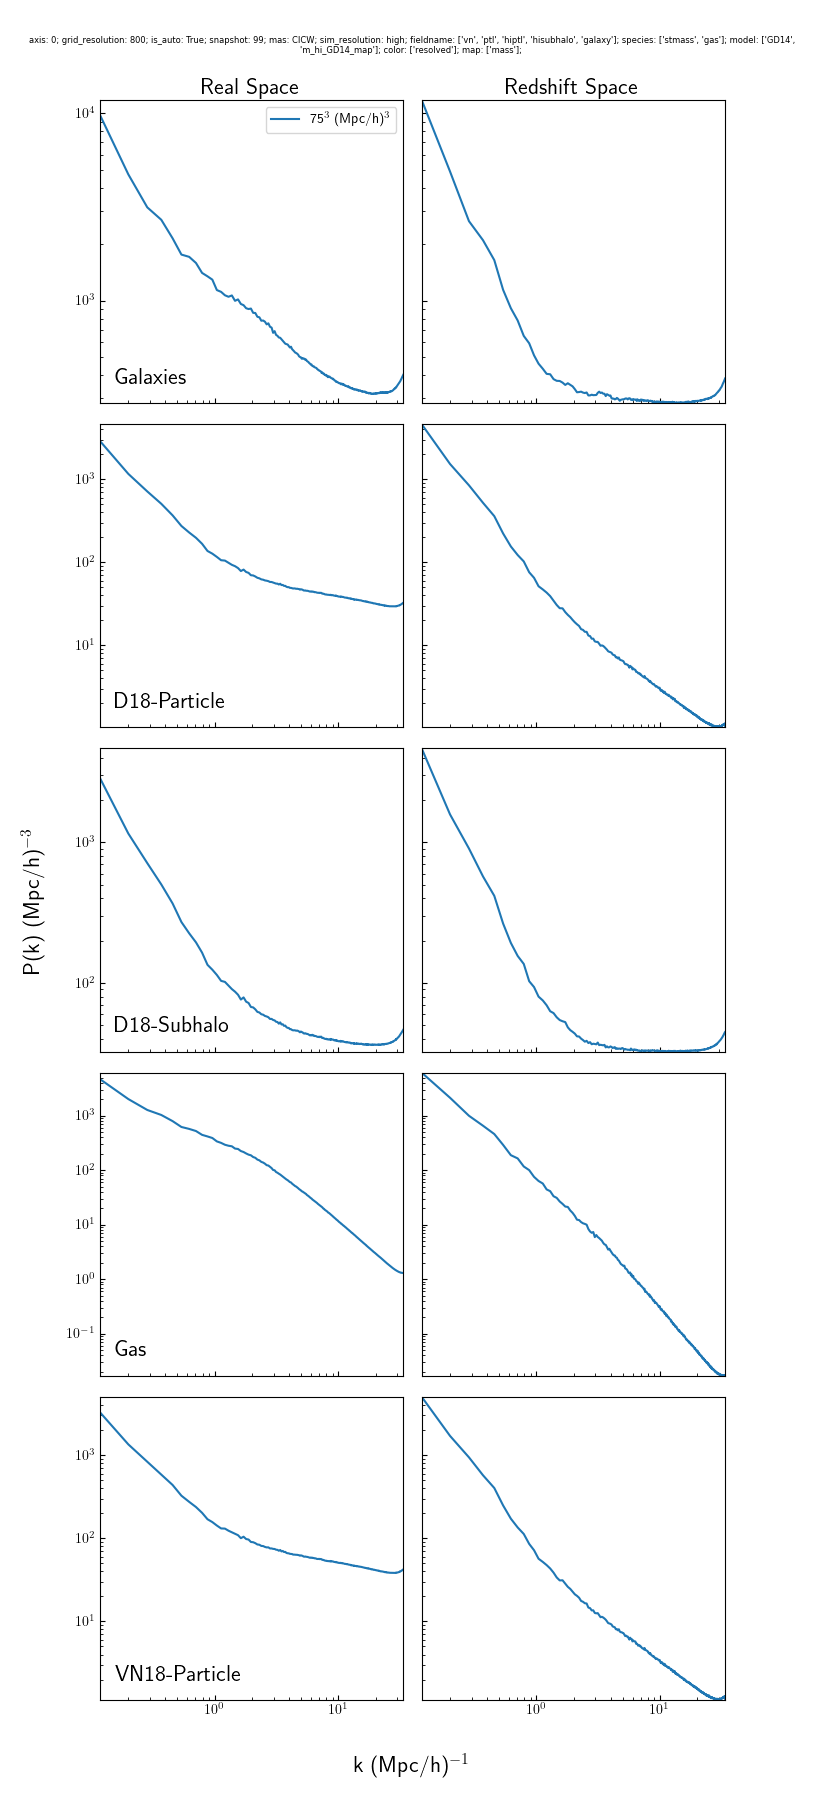 axis: 0; grid_resolution: 800; is_auto: True; snapshot: 99; mas: CICW; sim_resolution: high; fieldname: ['vn', 'ptl', 'hiptl', 'hisubhalo', 'galaxy']; species: ['stmass', 'gas']; model: ['GD14',
'm_hi_GD14_map']; color: ['resolved']; map: ['mass'];
Real Space
Redshift Space
75³ (Mpc/h)³
10⁴
10³
Galaxies
10³
10²
10¹
D18-Particle
10³
10²
D18-Subhalo
P(k) (Mpc/h)⁻³
10³
10²
10¹
10⁰
10⁻¹
Gas
10³
10²
10¹
VN18-Particle
10⁰ 10¹ 10⁰ 10¹
k (Mpc/h)⁻¹